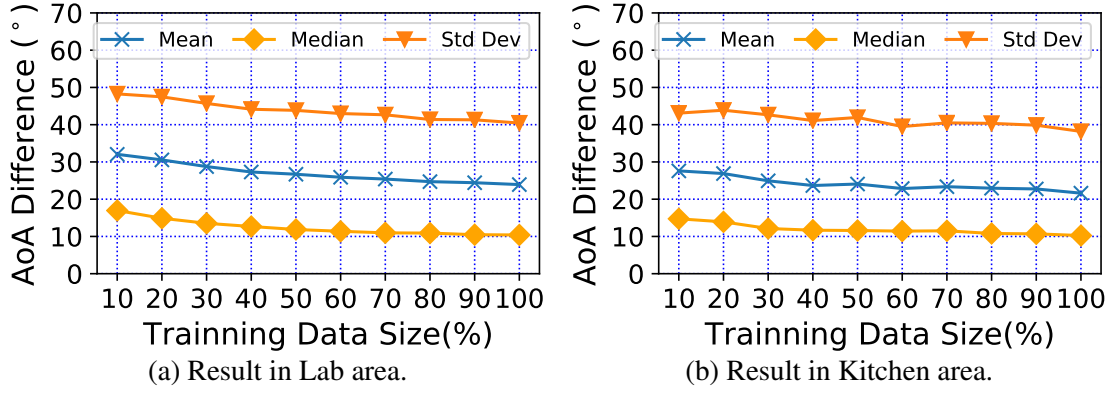 AoA Difference (°)
70
60
50
40
30
20
10
0
Mean Median Std Dev
10 20 30 40 50 60 70 80 90 100
Trainning Data Size(%)
(a) Result in Lab area.
AoA Difference (°)
70
60
50
40
30
20
10
0
Mean Median Std Dev
10 20 30 40 50 60 70 80 90 100
Trainning Data Size(%)
(b) Result in Kitchen area.